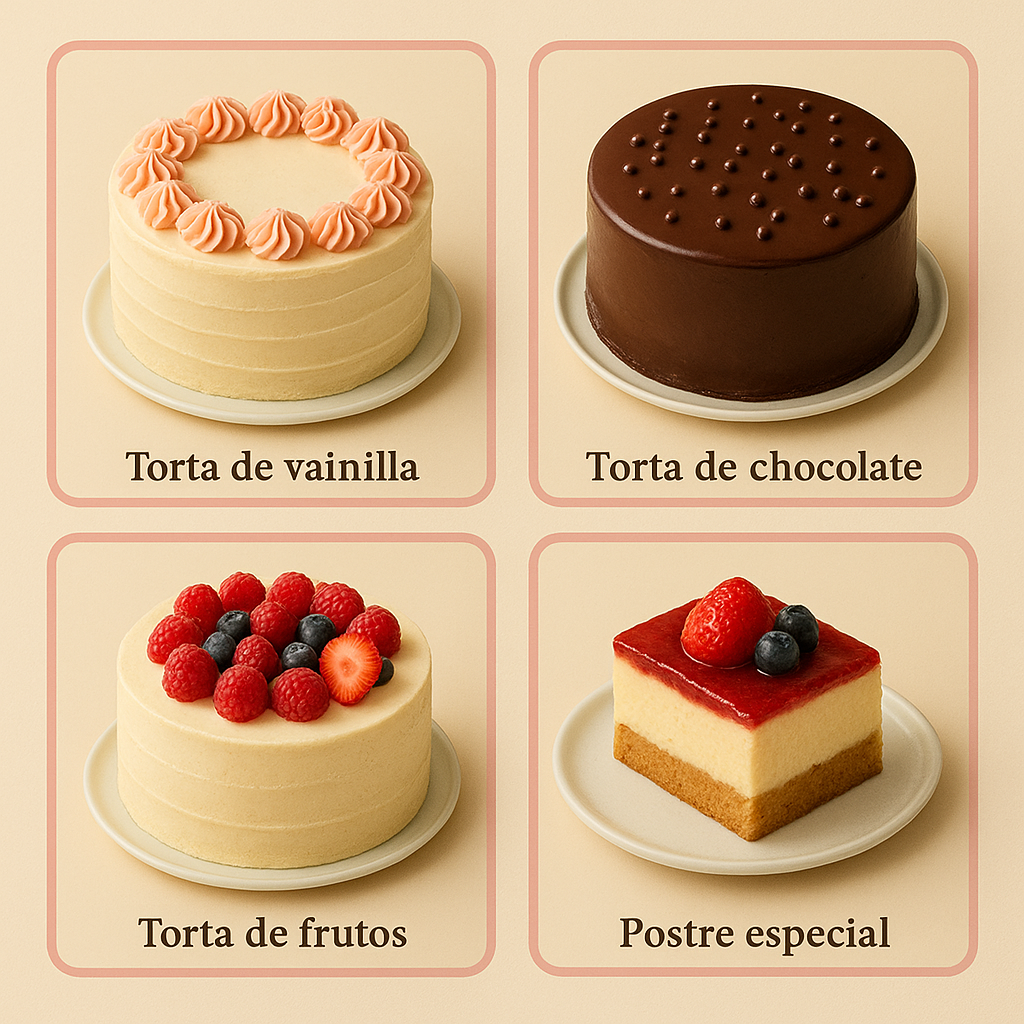 Torta de vainilla
Torta de chocolate
Torta de frutos
Postre especial